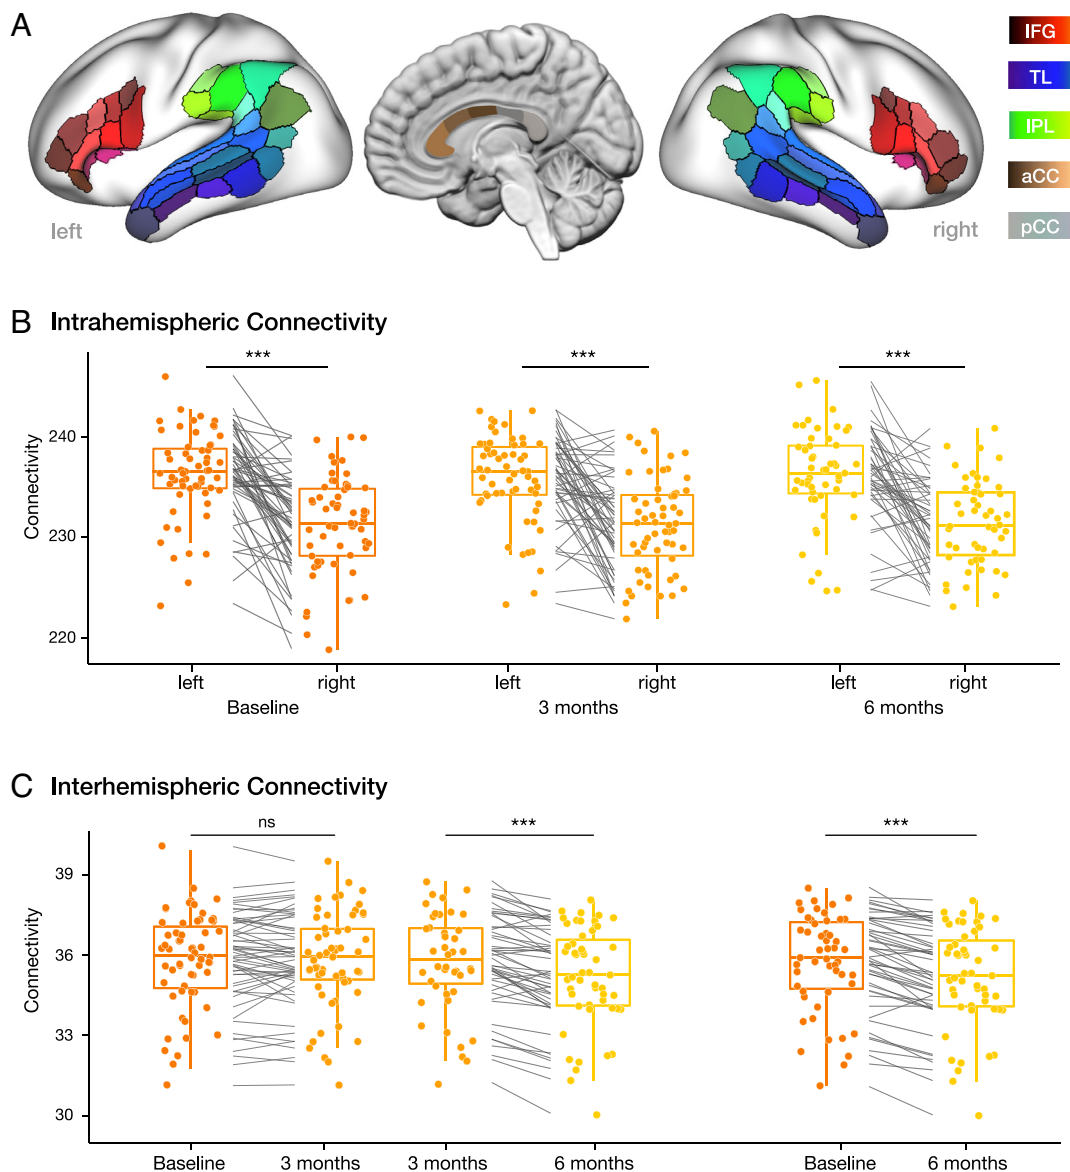 A
IFG
TL
IPL
aCC
pCC
left
right
B Intrahemispheric Connectivity
*** *** ***
Connectivity
240
230
220
left right left right left right
Baseline 3 months 6 months
C Interhemispheric Connectivity
ns *** ***
Connectivity
39
36
33
30
Baseline 3 months 3 months 6 months Baseline 6 months